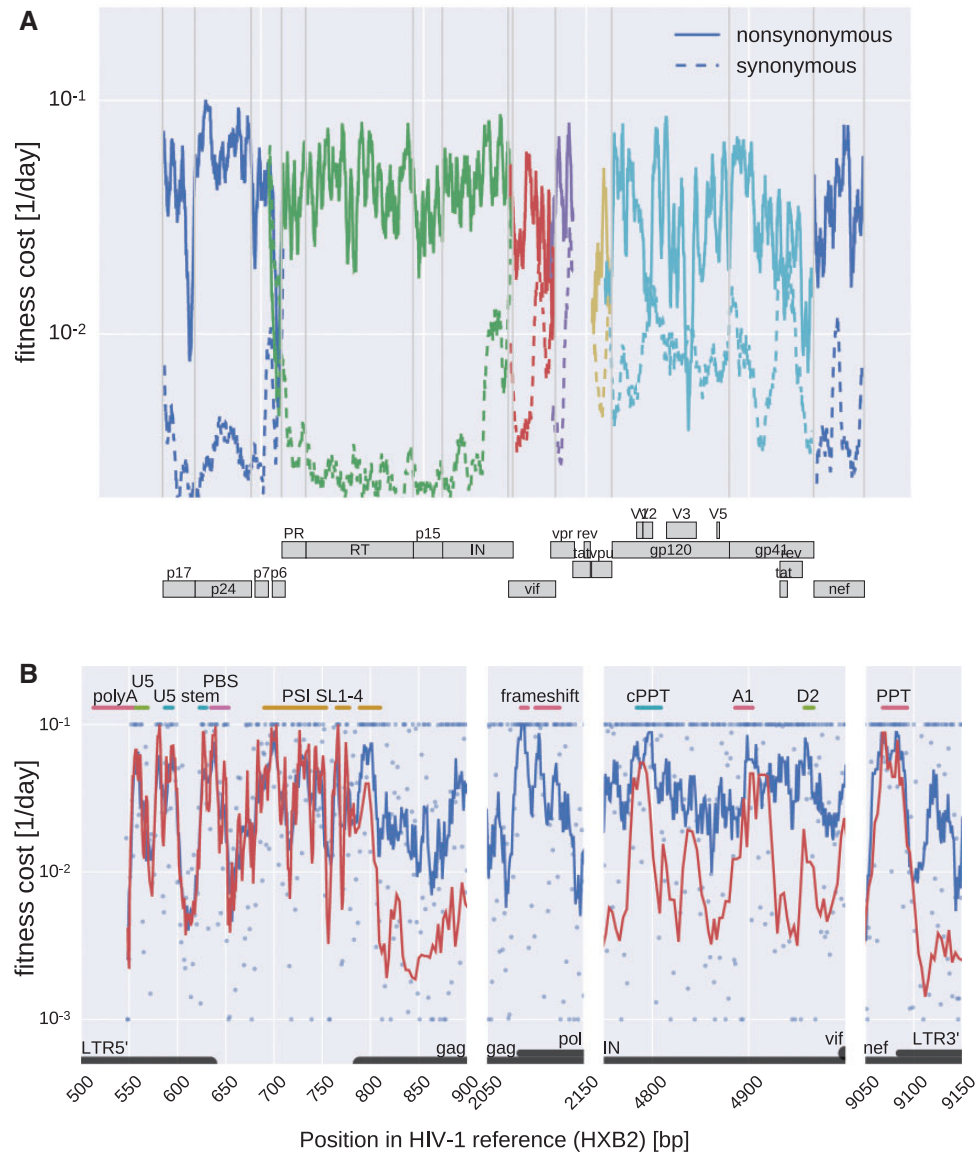 A
nonsynonymous
synonymous
10-1
10-2
fitness cost [1/day]
V1 V2 V3 V5
PR p15 vpr rev
RT IN gp120 gp41
tat vpu rev
p17 p7 p6 tat
p24 vif nef
B
U5 PBS
polyA U5 stem PSI SL1-4 frameshift cPPT A1 D2 PPT
10-1
10-2
10-3
fitness cost [1/day]
LTR5' gag gag pol IN vif nef LTR3'
500 550 600 650 700 750 800 850 900 2050 2150 4800 4900 9050 9100 9150
Position in HIV-1 reference (HXB2) [bp]